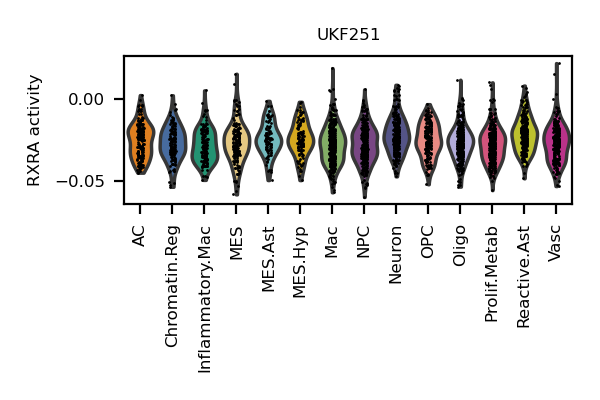 UKF251
RXRA activity
0.00
−0.05
AC
Chromatin.Reg
Inflammatory.Mac
MES
MES.Ast
MES.Hyp
Mac
NPC
Neuron
OPC
Oligo
Prolif.Metab
Reactive.Ast
Vasc